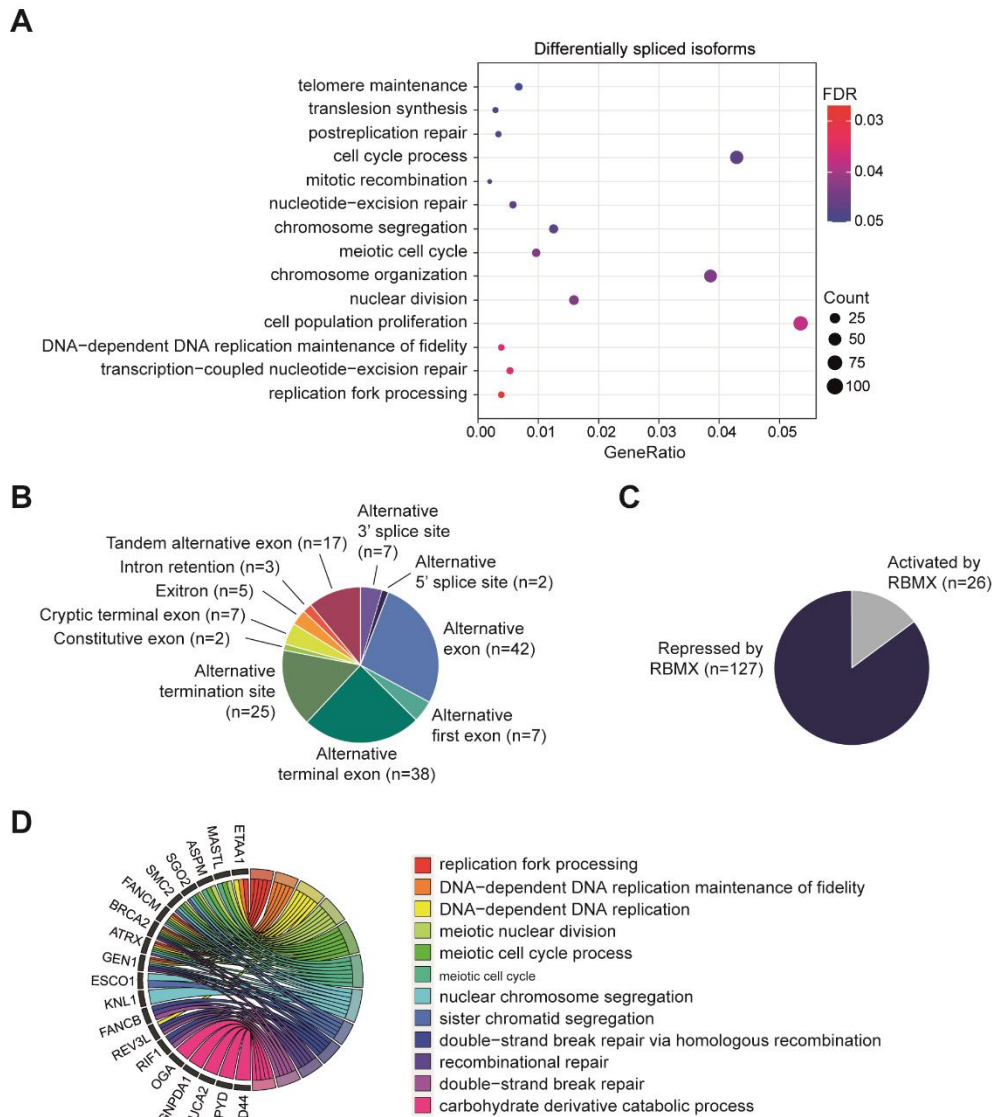 A
Differentially spliced isoforms
telomere maintenance
translesion synthesis
postreplication repair
cell cycle process
mitotic recombination
nucleotide−excision repair
chromosome segregation
meiotic cell cycle
chromosome organization
nuclear division
cell population proliferation
DNA−dependent DNA replication maintenance of fidelity
transcription−coupled nucleotide−excision repair
replication fork processing
0.00 0.01 0.02 0.03 0.04 0.05
GeneRatio
FDR
0.03
0.04
0.05
Count
25
50
75
100
B
Alternative
3' splice site
(n=7)
Alternative
5' splice site (n=2)
Alternative
exon (n=42)
Alternative
first exon (n=7)
Alternative
terminal exon (n=38)
Alternative
termination site
(n=25)
Constitutive exon (n=2)
Cryptic terminal exon (n=7)
Exitron (n=5)
Intron retention (n=3)
Tandem alternative exon (n=17)
C
Activated by
RBMX (n=26)
Repressed by
RBMX (n=127)
D
ETAA1
MASTL
ASPM
SGO2
SMC2
FANCM
BRCA2
ATRX
GEN1
ESCO1
KNL1
FANCB
REV3L
RIF1
OGA
GNPDA1
UCA2
PYD
D44
replication fork processing
DNA−dependent DNA replication maintenance of fidelity
DNA−dependent DNA replication
meiotic nuclear division
meiotic cell cycle process
meiotic cell cycle
nuclear chromosome segregation
sister chromatid segregation
double−strand break repair via homologous recombination
recombinational repair
double−strand break repair
carbohydrate derivative catabolic process